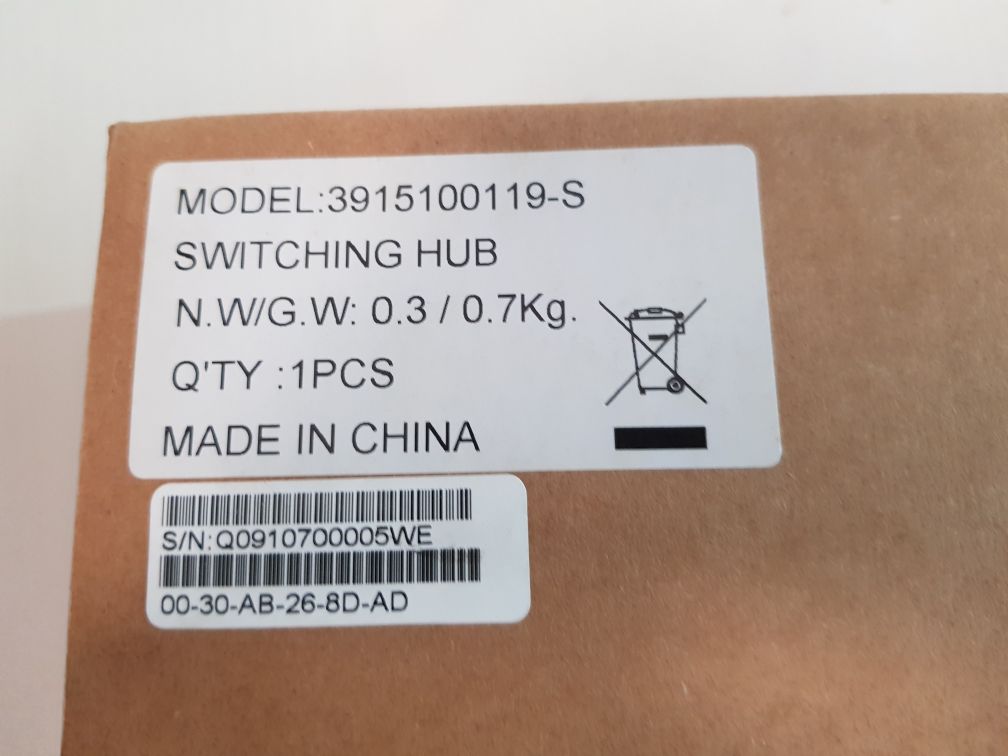 MODEL:3915100119-S
SWITCHING HUB
N.W/G.W: 0.3 / 0.7Kg.
Q'TY :1PCS
MADE IN CHINA
S/N:Q0910700005WE
00-30-AB-26-8D-AD